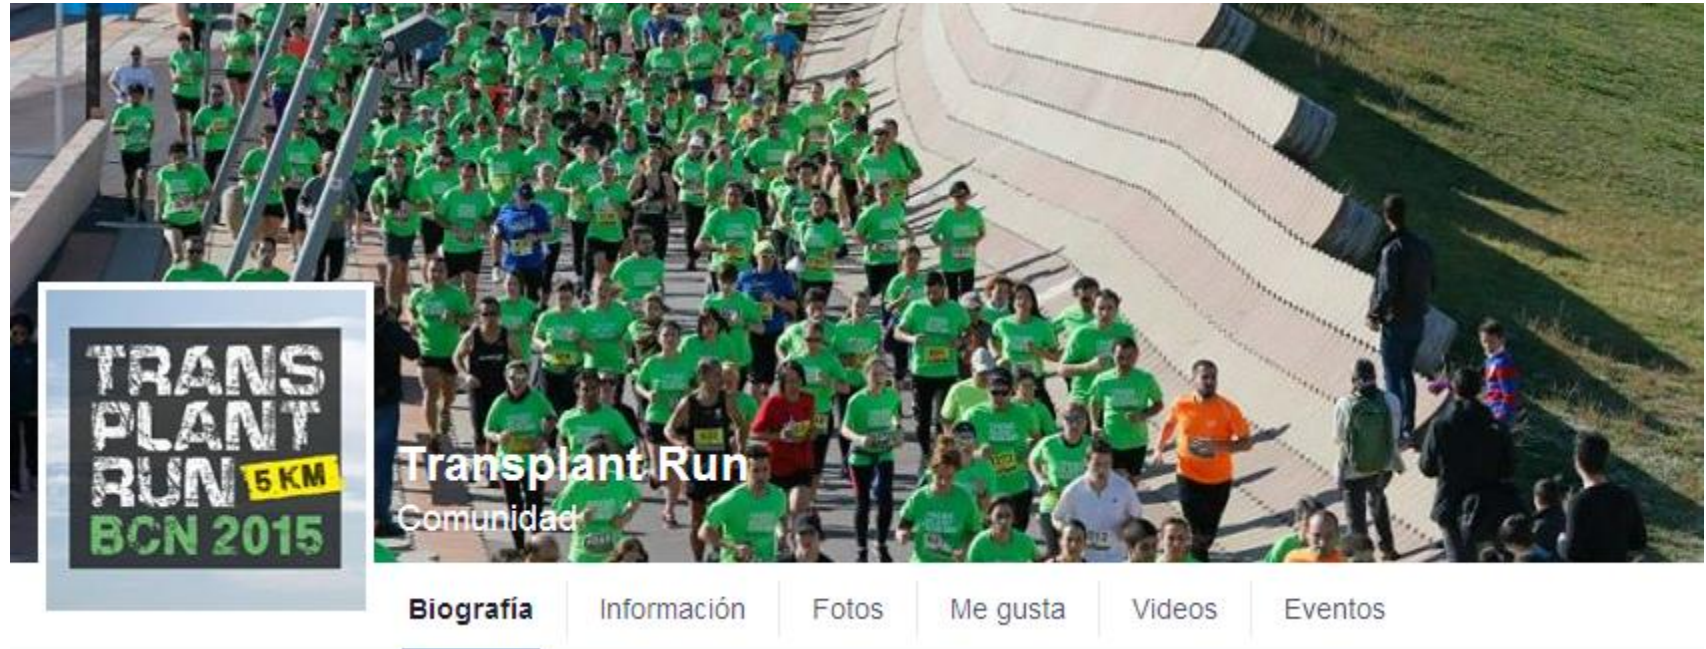 TRANS
PLANT
RUN 5 KM
BCN 2015
Transplant Run
Comunidad
Biografía Información Fotos Me gusta Videos Eventos